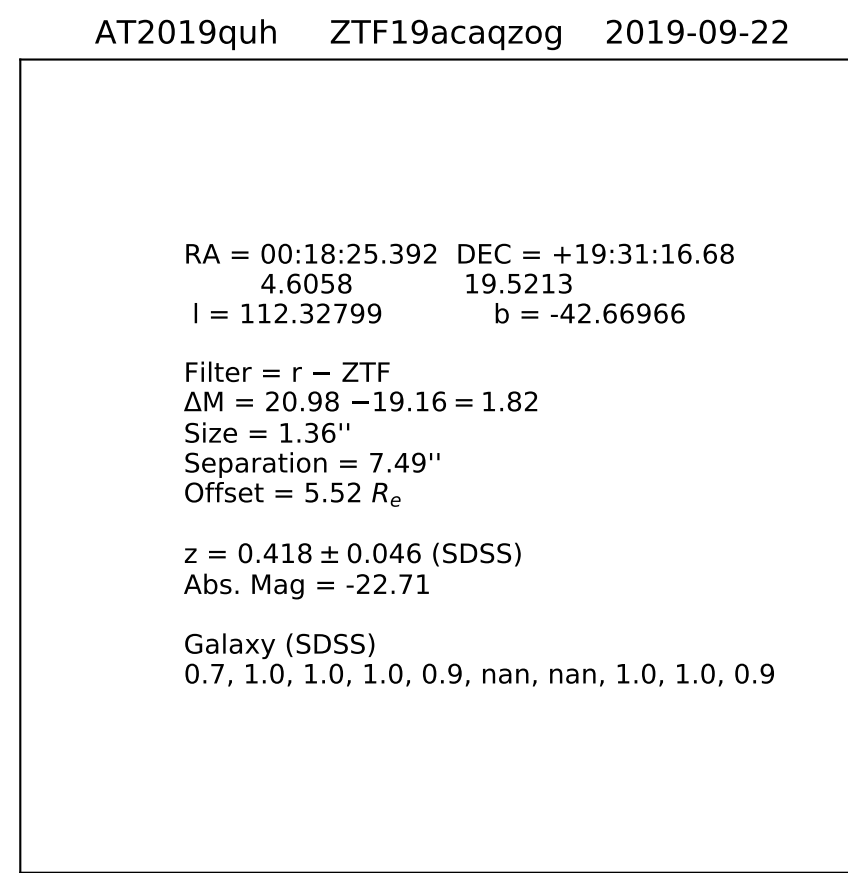 AT2019quh ZTF19acaqzog 2019-09-22
RA = 00:18:25.392 DEC = +19:31:16.68
4.6058 19.5213
l = 112.32799 b = -42.66966
Filter = r − ZTF
ΔM = 20.98 −19.16 = 1.82
Size = 1.36''
Separation = 7.49''
Offset = 5.52 Rₑ
z = 0.418 ± 0.046 (SDSS)
Abs. Mag = -22.71
Galaxy (SDSS)
0.7, 1.0, 1.0, 1.0, 0.9, nan, nan, 1.0, 1.0, 0.9